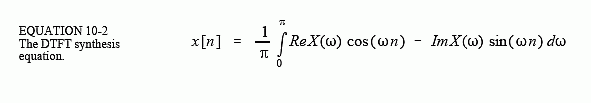 EQUATION 10-2
The DTFT synthesis
equation.
x[n] = 1/π ∫₀^π ReX(ω) cos(ωn) − ImX(ω) sin(ωn) dω